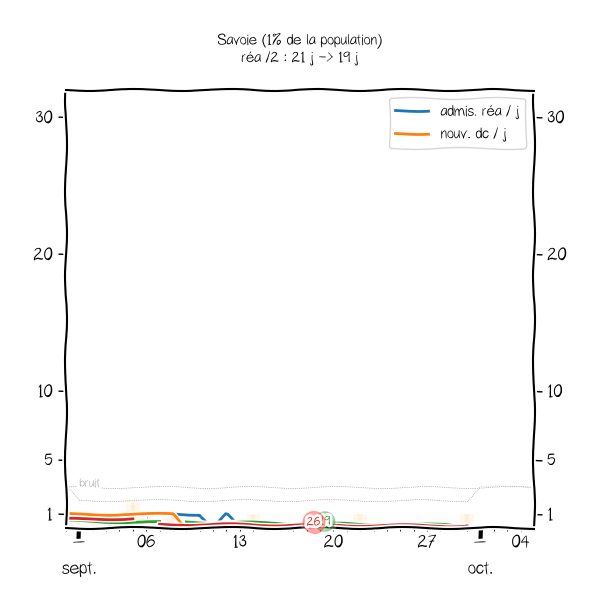 Savoie (1% de la population)
réa /2 : 21 j -> 19 j
admis. réa / j
nouv. dc / j
30
30
20
20
10
10
5
5
bruit
1
1
26
06
13
20
27
04
sept.
oct.